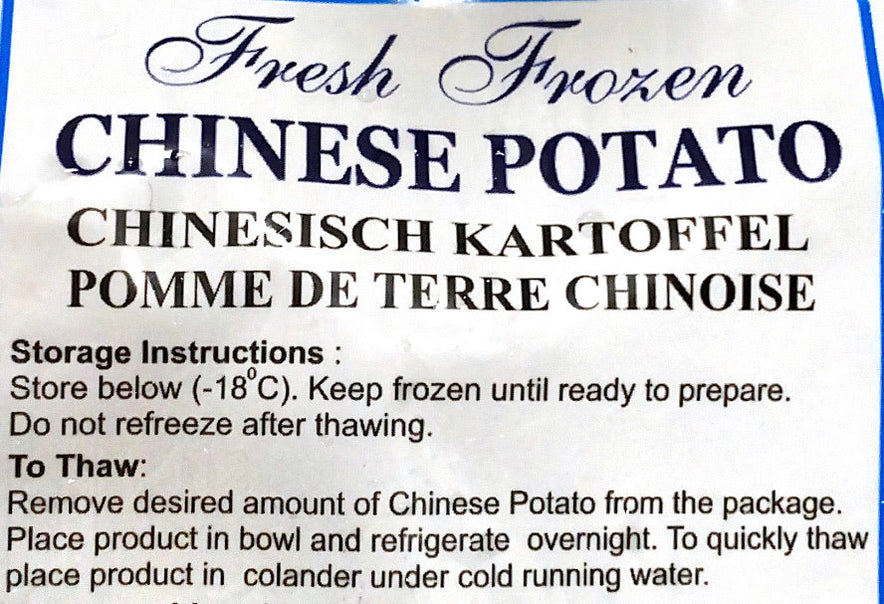 Fresh Frozen
CHINESE POTATO
CHINESISCH KARTOFFEL
POMME DE TERRE CHINOISE
Storage Instructions :
Store below (-18⁰C). Keep frozen until ready to prepare.
Do not refreeze after thawing.
To Thaw:
Remove desired amount of Chinese Potato from the package.
Place product in bowl and refrigerate overnight. To quickly thaw
place product in colander under cold running water.